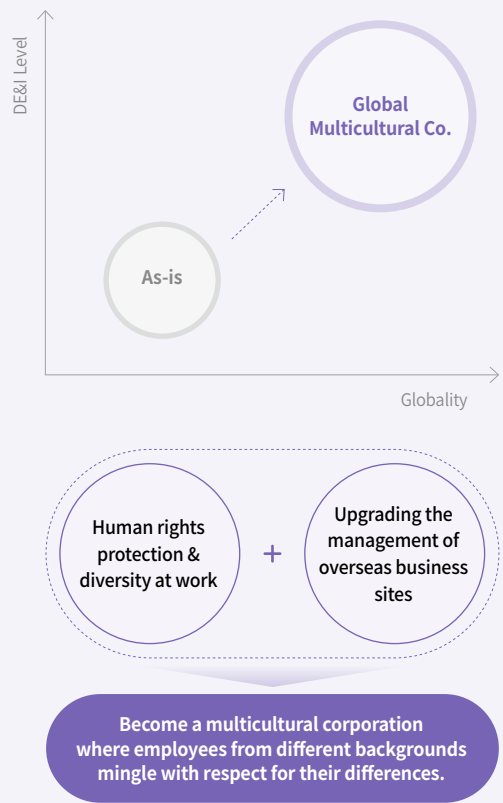 DE&I Level
Global
Multicultural Co.
As-is
Globality
Human rights
protection &
diversity at work
+
Upgrading the
management of
overseas business
sites
Become a multicultural corporation
where employees from different backgrounds
mingle with respect for their differences.